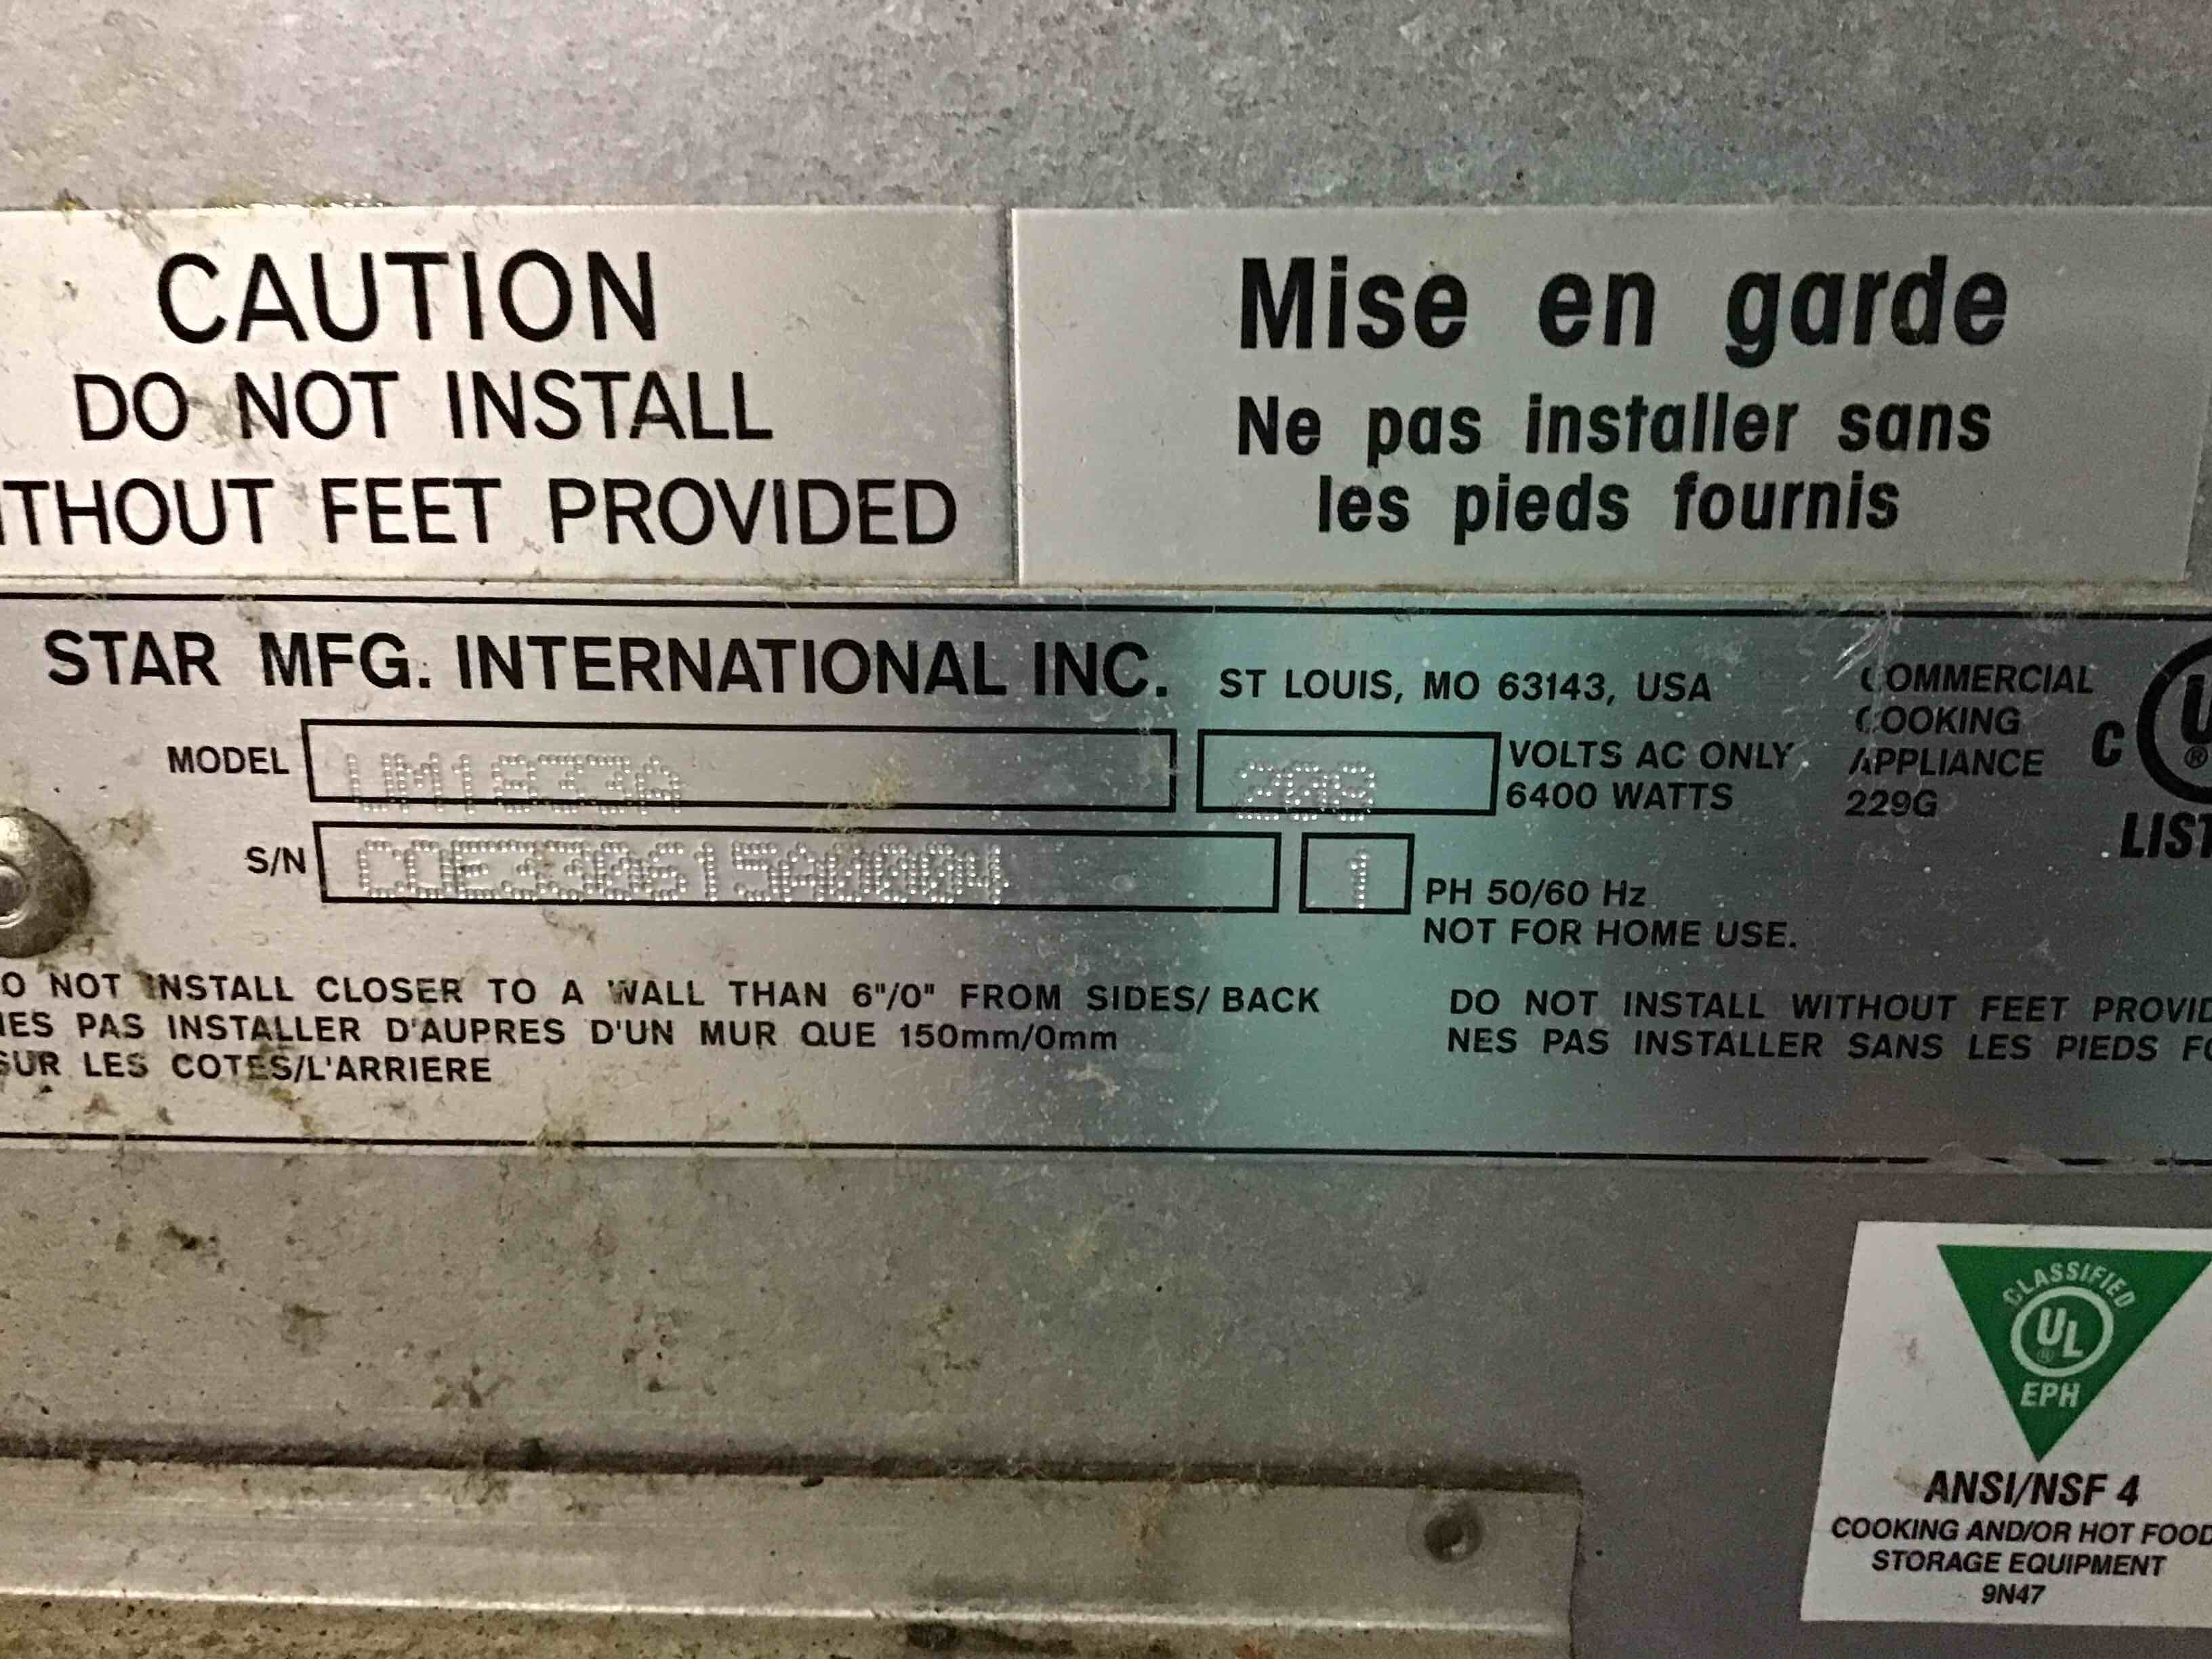 CAUTION
DO NOT INSTALL
THOUT FEET PROVIDED
Mise en garde
Ne pas installer sans
les pieds fournis
STAR MFG. INTERNATIONAL INC. ST LOUIS, MO 63143, USA
MODEL UM1833A 208 VOLTS AC ONLY
6400 WATTS
S/N 1 PH 50/60 Hz
NOT FOR HOME USE.
COMMERCIAL
COOKING
APPLIANCE
229G
C U ®
LIST
O NOT INSTALL CLOSER TO A WALL THAN 6"/0" FROM SIDES/ BACK
NES PAS INSTALLER D'AUPRES D'UN MUR QUE 150mm/0mm
SUR LES COTES/L'ARRIERE
DO NOT INSTALL WITHOUT FEET PROVID
NES PAS INSTALLER SANS LES PIEDS FO
CLASSIFIED
UL
®
EPH
ANSI/NSF 4
COOKING AND/OR HOT FOOD
STORAGE EQUIPMENT
9N47